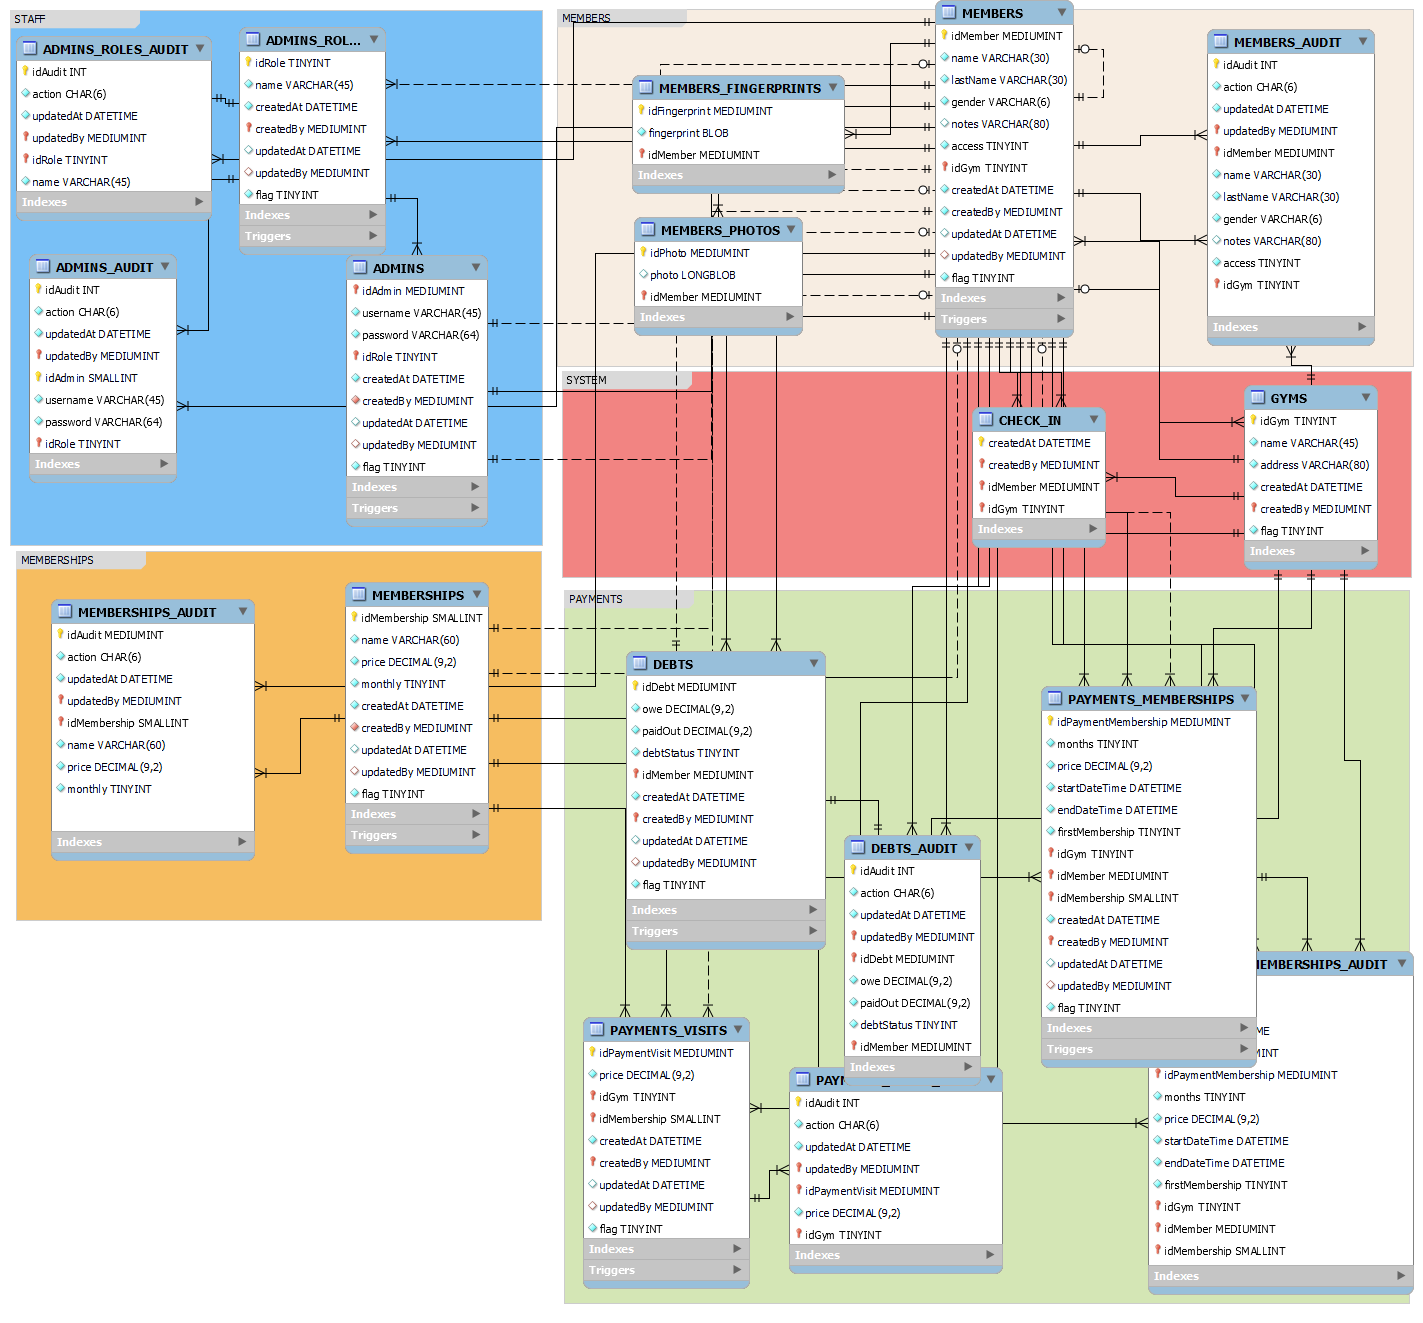 STAFF
ADMINS_ROLES_AUDIT
idAudit INT
action CHAR(6)
updatedAt DATETIME
updatedBy MEDIUMINT
idRole TINYINT
name VARCHAR(45)
Indexes
ADMINS_ROL...
idRole TINYINT
name VARCHAR(45)
createdAt DATETIME
createdBy MEDIUMINT
updatedAt DATETIME
updatedBy MEDIUMINT
flag TINYINT
Indexes
Triggers
ADMINS_AUDIT
idAudit INT
action CHAR(6)
updatedAt DATETIME
updatedBy MEDIUMINT
idAdmin SMALLINT
username VARCHAR(45)
password VARCHAR(64)
idRole TINYINT
Indexes
ADMINS
idAdmin MEDIUMINT
username VARCHAR(45)
password VARCHAR(64)
idRole TINYINT
createdAt DATETIME
createdBy MEDIUMINT
updatedAt DATETIME
updatedBy MEDIUMINT
flag TINYINT
Indexes
Triggers
MEMBERS
MEMBERS_FINGERPRINTS
idFingerprint MEDIUMINT
fingerprint BLOB
idMember MEDIUMINT
Indexes
MEMBERS_PHOTOS
idPhoto MEDIUMINT
photo LONGBLOB
idMember MEDIUMINT
Indexes
MEMBERS
idMember MEDIUMINT
name VARCHAR(30)
lastName VARCHAR(30)
gender VARCHAR(6)
notes VARCHAR(80)
access TINYINT
idGym TINYINT
createdAt DATETIME
createdBy MEDIUMINT
updatedAt DATETIME
updatedBy MEDIUMINT
flag TINYINT
Indexes
Triggers
MEMBERS_AUDIT
idAudit INT
action CHAR(6)
updatedAt DATETIME
updatedBy MEDIUMINT
idMember MEDIUMINT
name VARCHAR(30)
lastName VARCHAR(30)
gender VARCHAR(6)
notes VARCHAR(80)
access TINYINT
idGym TINYINT
Indexes
SYSTEM
CHECK_IN
createdAt DATETIME
createdBy MEDIUMINT
idMember MEDIUMINT
idGym TINYINT
Indexes
GYMS
idGym TINYINT
name VARCHAR(45)
address VARCHAR(80)
createdAt DATETIME
createdBy MEDIUMINT
flag TINYINT
Indexes
MEMBERSHIPS
MEMBERSHIPS_AUDIT
idAudit MEDIUMINT
action CHAR(6)
updatedAt DATETIME
updatedBy MEDIUMINT
idMembership SMALLINT
name VARCHAR(60)
price DECIMAL(9,2)
monthly TINYINT
Indexes
MEMBERSHIPS
idMembership SMALLINT
name VARCHAR(60)
price DECIMAL(9,2)
monthly TINYINT
createdAt DATETIME
createdBy MEDIUMINT
updatedAt DATETIME
updatedBy MEDIUMINT
flag TINYINT
Indexes
Triggers
PAYMENTS
DEBTS
idDebt MEDIUMINT
owe DECIMAL(9,2)
paidOut DECIMAL(9,2)
debtStatus TINYINT
idMember MEDIUMINT
createdAt DATETIME
createdBy MEDIUMINT
updatedAt DATETIME
updatedBy MEDIUMINT
flag TINYINT
Indexes
Triggers
DEBTS_AUDIT
idAudit INT
action CHAR(6)
updatedAt DATETIME
updatedBy MEDIUMINT
idDebt MEDIUMINT
owe DECIMAL(9,2)
paidOut DECIMAL(9,2)
debtStatus TINYINT
idMember MEDIUMINT
Indexes
PAYMENTS_MEMBERSHIPS
idPaymentMembership MEDIUMINT
months TINYINT
price DECIMAL(9,2)
startDateTime DATETIME
endDateTime DATETIME
firstMembership TINYINT
idGym TINYINT
idMember MEDIUMINT
idMembership SMALLINT
createdAt DATETIME
createdBy MEDIUMINT
updatedAt DATETIME
updatedBy MEDIUMINT
flag TINYINT
Indexes
Triggers
PAYMENTS_VISITS
idPaymentVisit MEDIUMINT
price DECIMAL(9,2)
idGym TINYINT
idMembership SMALLINT
createdAt DATETIME
createdBy MEDIUMINT
updatedAt DATETIME
updatedBy MEDIUMINT
flag TINYINT
Indexes
Triggers
idAudit INT
action CHAR(6)
updatedAt DATETIME
updatedBy MEDIUMINT
idPaymentVisit MEDIUMINT
price DECIMAL(9,2)
idGym TINYINT
Indexes
EMBERSHIPS_AUDIT
ME
INT
idPaymentMembership MEDIUMINT
months TINYINT
price DECIMAL(9,2)
startDateTime DATETIME
endDateTime DATETIME
firstMembership TINYINT
idGym TINYINT
idMember MEDIUMINT
idMembership SMALLINT
Indexes